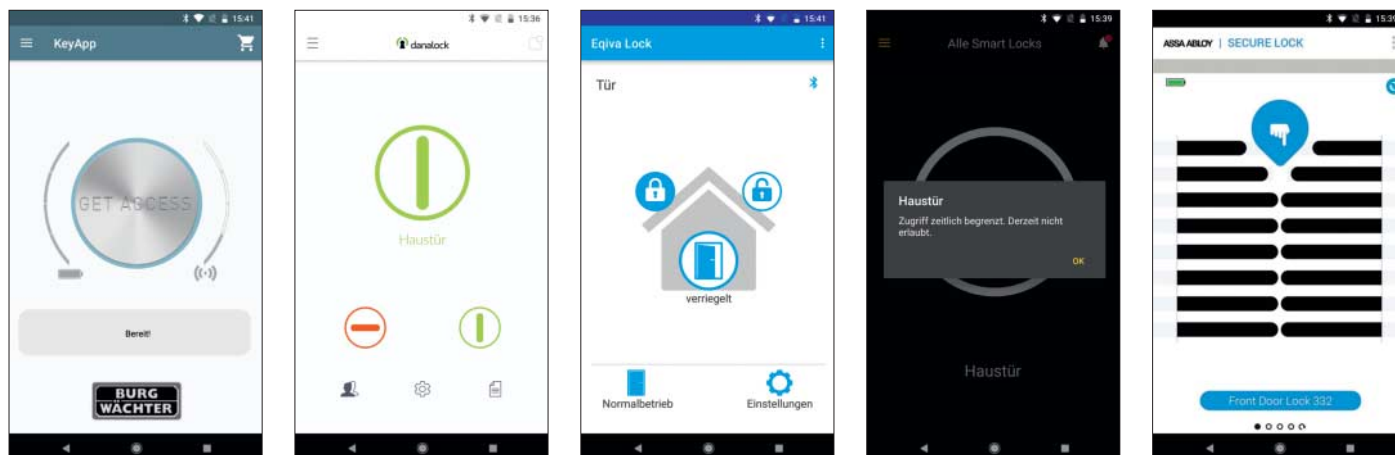 15:41
KeyApp
GET ACCESS
Bereit!
BURG
WÄCHTER
15:36
danalock
Haustür
15:41
Eqiva Lock
Tür
verriegelt
Normalbetrieb
Einstellungen
15:39
Alle Smart Locks
Haustür
Zugriff zeitlich begrenzt. Derzeit nicht
erlaubt.
OK
Haustür
15:39
ASSA ABLOY | SECURE LOCK
Front Door Lock 332